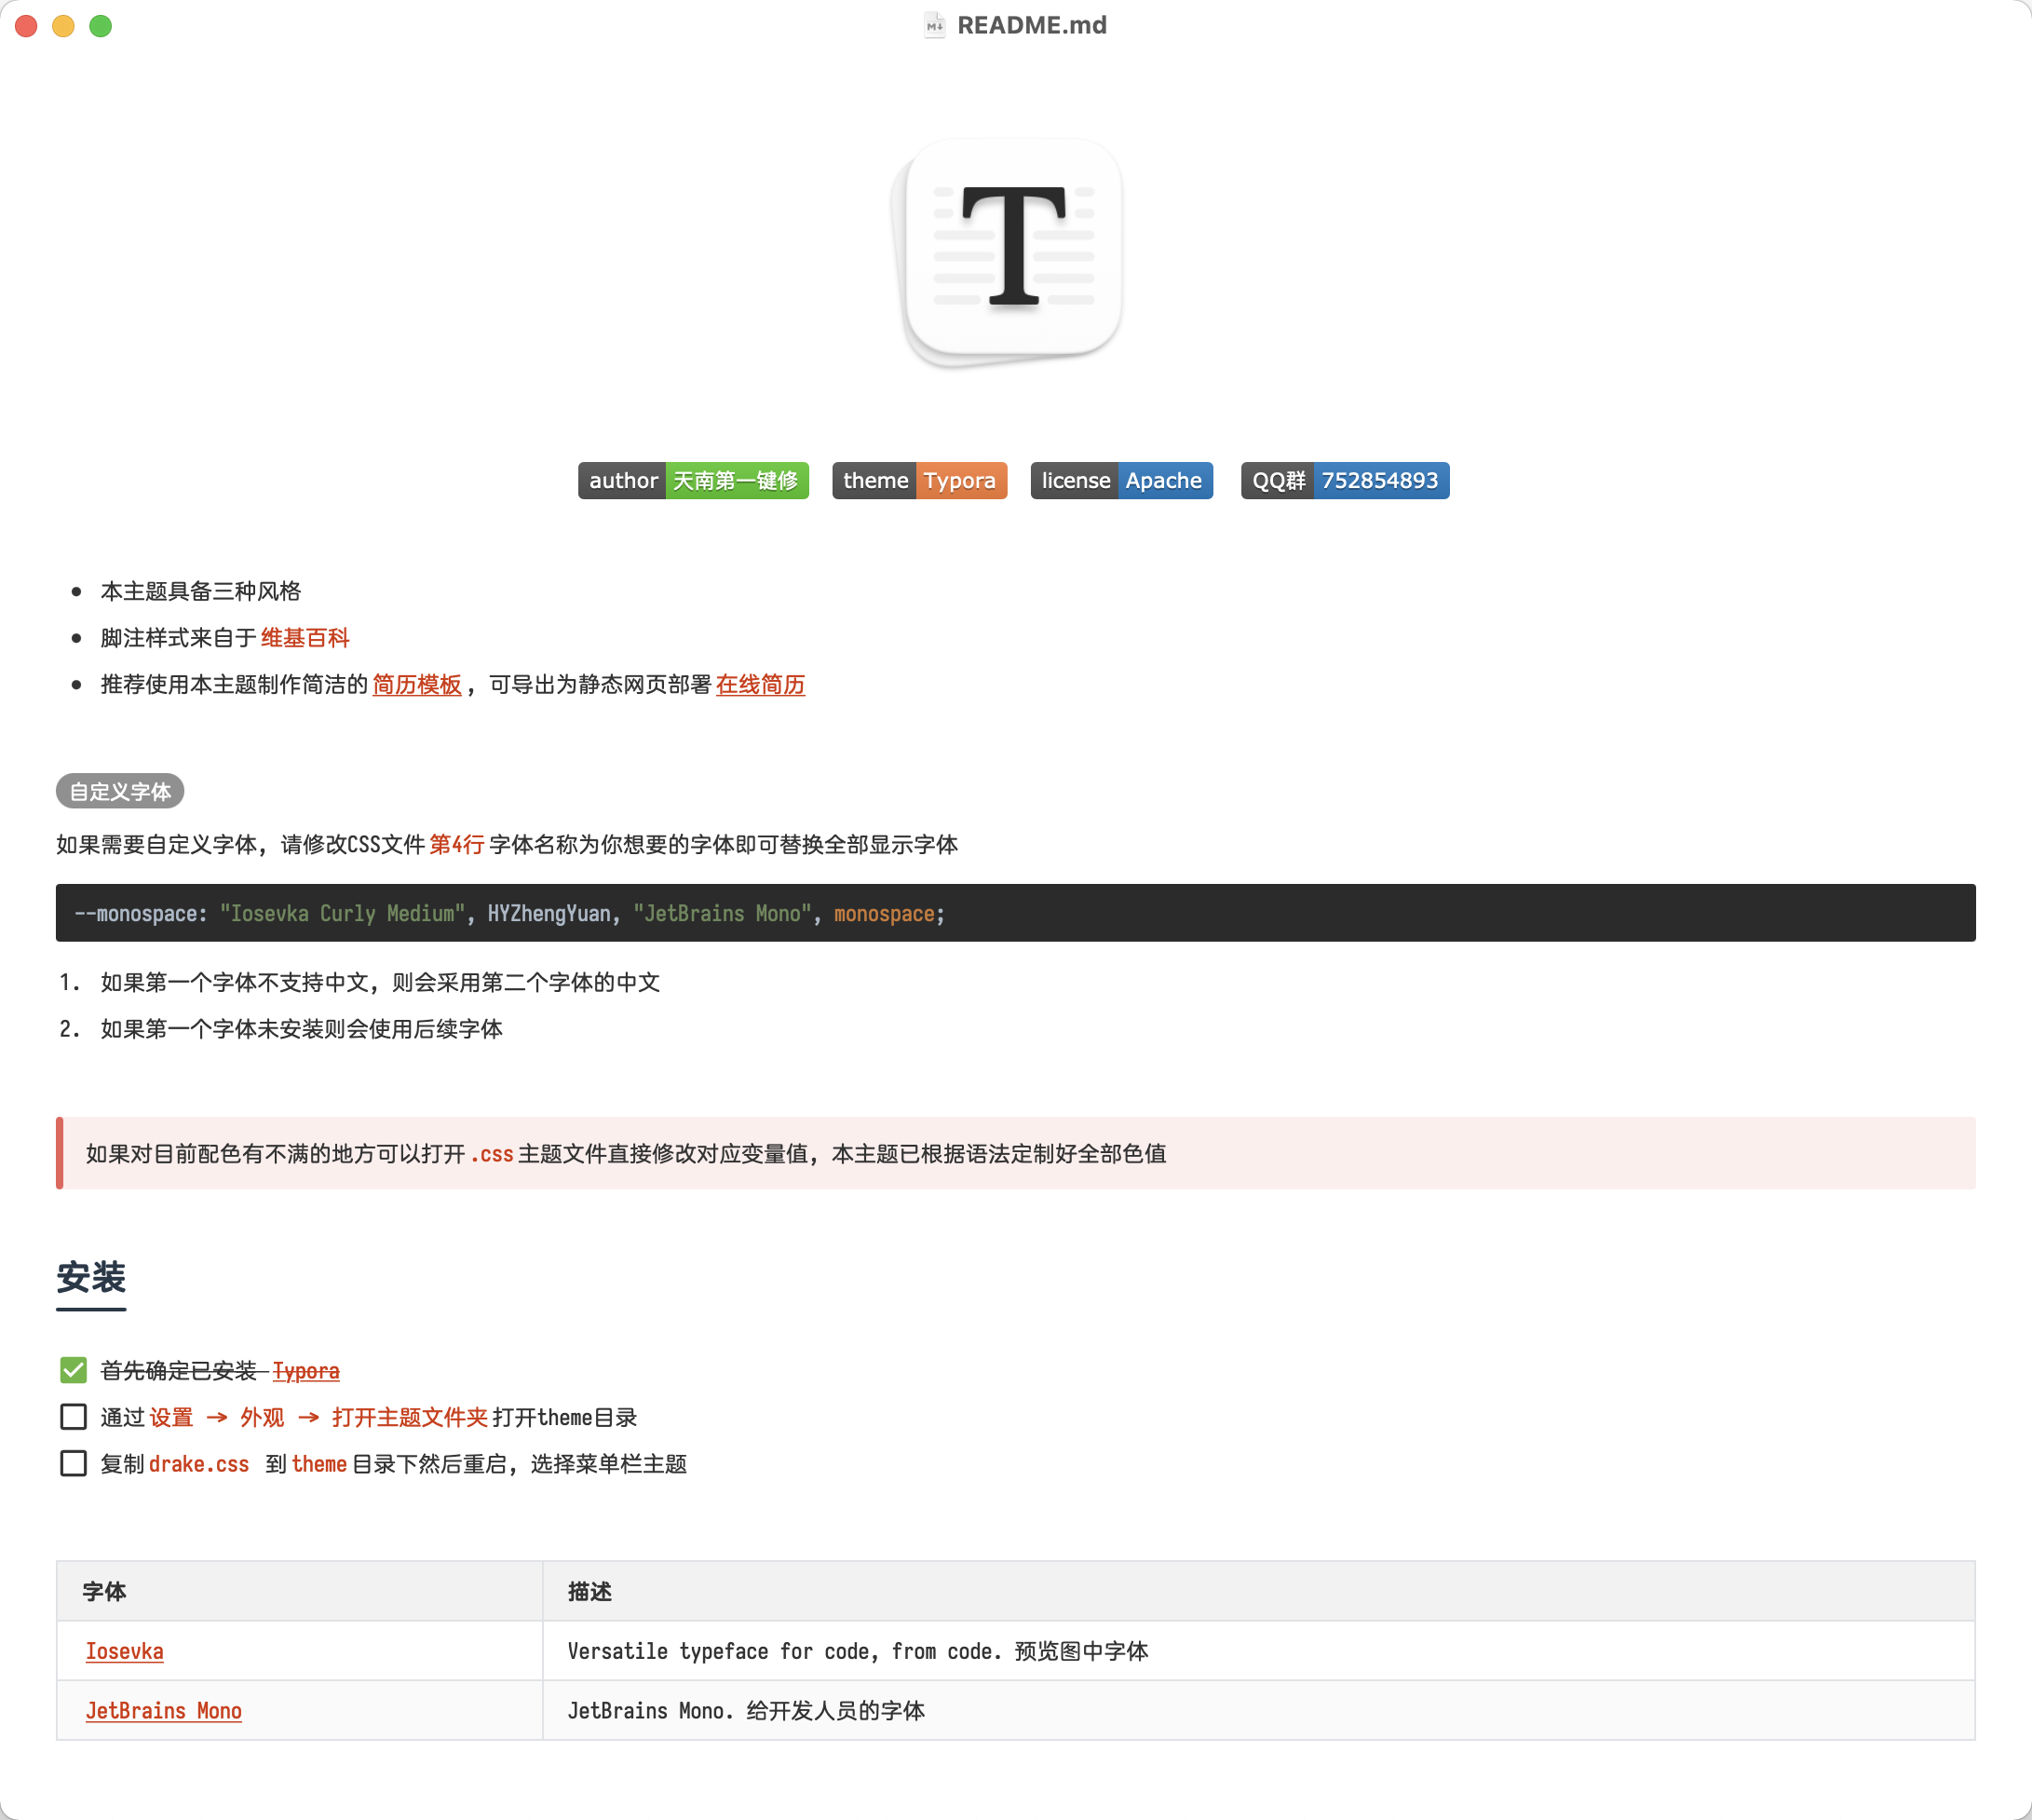 README.md
T
author 天南第一键修 theme Typora license Apache QQ群 752854893
本主题具备三种风格
脚注样式来自于 维基百科
推荐使用本主题制作简洁的 简历模板 ，可导出为静态网页部署 在线简历
自定义字体
如果需要自定义字体，请修改CSS文件 第4行 字体名称为你想要的字体即可替换全部显示字体
--monospace: "Iosevka Curly Medium", HYZhengYuan, "JetBrains Mono", monospace;
1. 如果第一个字体不支持中文，则会采用第二个字体的中文
2. 如果第一个字体未安装则会使用后续字体
如果对目前配色有不满的地方可以打开 .css 主题文件直接修改对应变量值，本主题已根据语法定制好全部色值
安装
首先确定已安装 Typora
通过 设置 → 外观 → 打开主题文件夹 打开theme目录
复制 drake.css 到 theme 目录下然后重启，选择菜单栏主题
字体 描述
Iosevka Versatile typeface for code, from code. 预览图中字体
JetBrains Mono JetBrains Mono. 给开发人员的字体